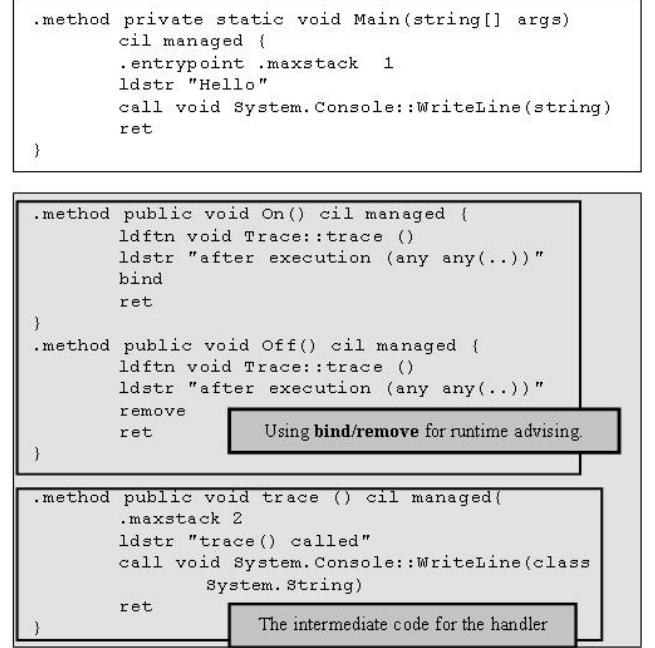 .method private static void Main(string[] args)
cil managed {
.entrypoint .maxstack 1
ldstr "Hello"
call void System.Console::WriteLine(string)
ret
}
.method public void On() cil managed {
ldftn void Trace::trace ()
ldstr "after execution (any any(..))"
bind
ret
}
.method public void Off() cil managed {
ldftn void Trace::trace ()
ldstr "after execution (any any(..))"
remove
ret
Using bind/remove for runtime advising.
}
.method public void trace () cil managed{
.maxstack 2
ldstr "trace() called"
call void System.Console::WriteLine(class
System.String)
ret
The intermediate code for the handler
}